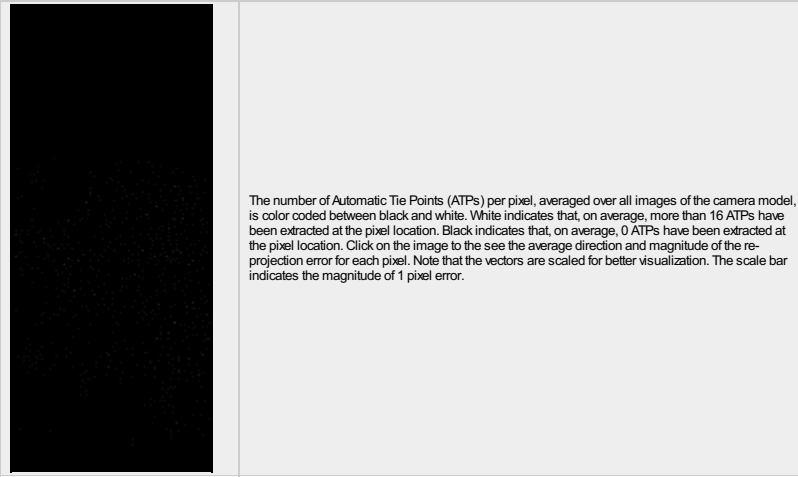 The number of Automatic Tie Points (ATPs) per pixel, averaged over all images of the camera model,
is color coded between black and white. White indicates that, on average, more than 16 ATPs have
been extracted at the pixel location. Black indicates that, on average, 0 ATPs have been extracted at
the pixel location. Click on the image to the see the average direction and magnitude of the re-
projection error for each pixel. Note that the vectors are scaled for better visualization. The scale bar
indicates the magnitude of 1 pixel error.